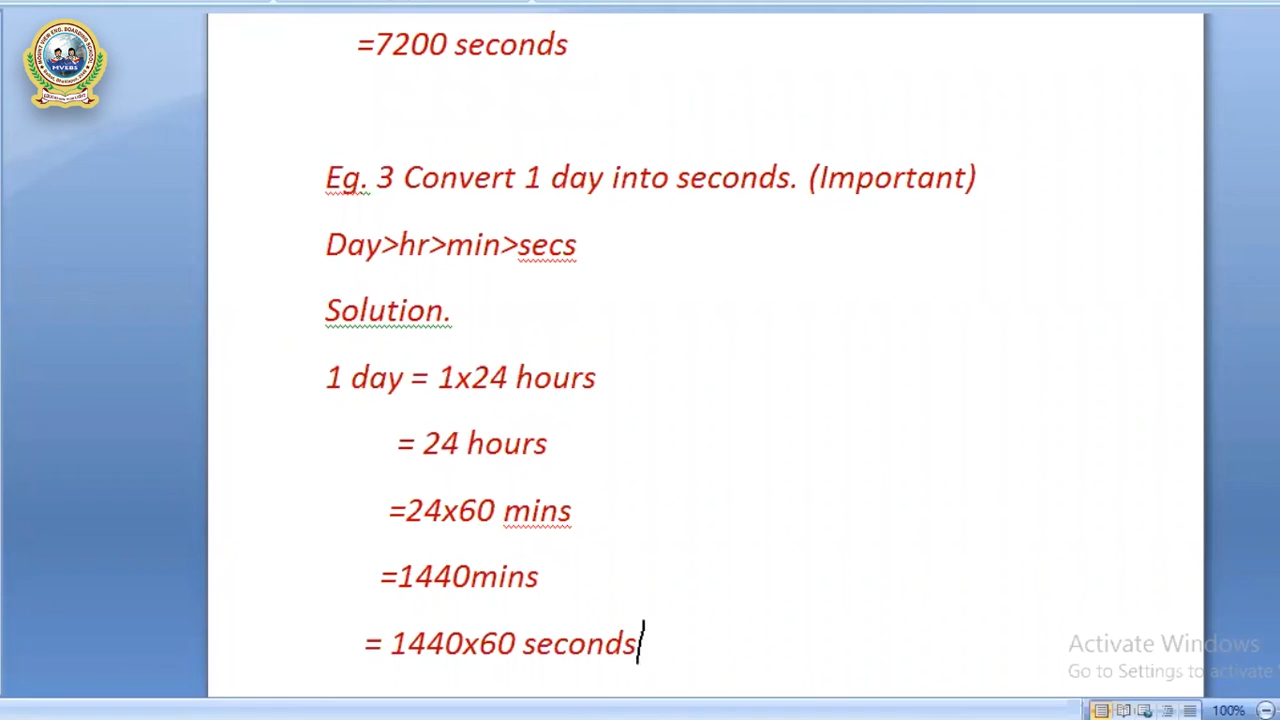 MVEBS
=7200 seconds
Eg. 3 Convert 1 day into seconds. (Important)
Day>hr>min>secs
Solution.
1 day = 1x24 hours
= 24 hours
=24x60 mins
=1440mins
= 1440x60 seconds
Activate Windows
Go to Settings to activate
100%